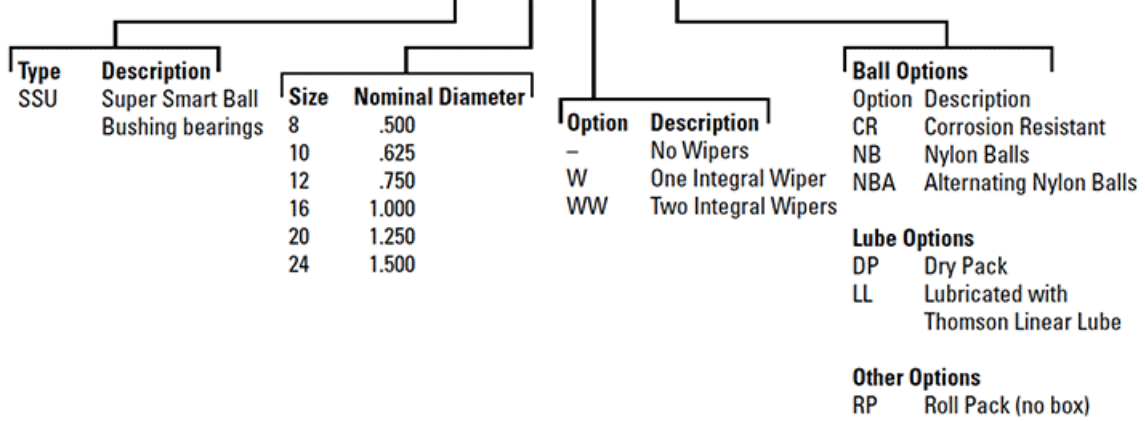 Type Description
SSU Super Smart Ball
Bushing bearings
Size Nominal Diameter
8 .500
10 .625
12 .750
16 1.000
20 1.250
24 1.500
Option Description
– No Wipers
W One Integral Wiper
WW Two Integral Wipers
Ball Options
Option Description
CR Corrosion Resistant
NB Nylon Balls
NBA Alternating Nylon Balls
Lube Options
DP Dry Pack
LL Lubricated with
Thomson Linear Lube
Other Options
RP Roll Pack (no box)